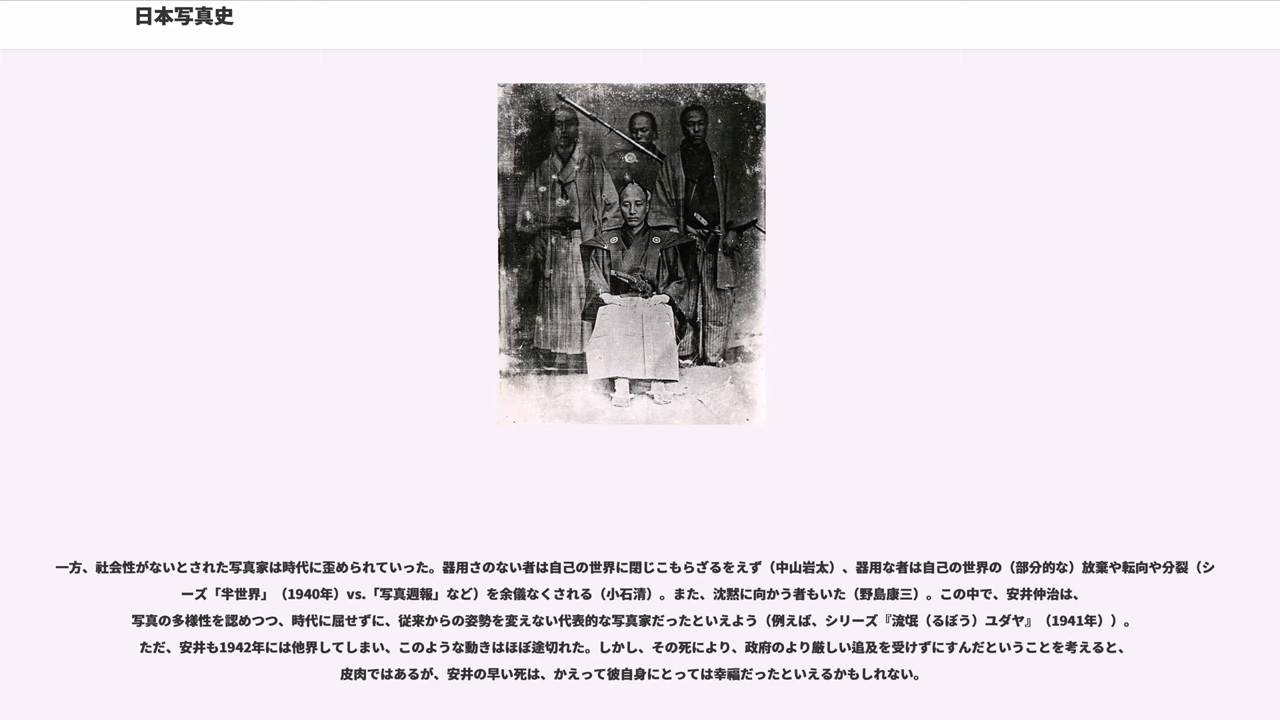 日本写真史
一方、社会性がないとされた写真家は時代に歪められていった。器用さのない者は自己の世界に閉じこもらざるをえず（中山岩太）、器用な者は自己の世界の（部分的な）放棄や転向や分裂（シ
ーズ「半世界」（1940年）vs.「写真週報」など）を余儀なくされる（小石清）。また、沈黙に向かう者もいた（野島康三）。この中で、安井仲治は、
写真の多様性を認めつつ、時代に屈せずに、従来からの姿勢を変えない代表的な写真家だったといえよう（例えば、シリーズ『流氓（るぼう）ユダヤ』（1941年））。
ただ、安井も1942年には他界してしまい、このような動きはほぼ途切れた。しかし、その死により、政府のより厳しい追及を受けずにすんだということを考えると、
皮肉ではあるが、安井の早い死は、かえって彼自身にとっては幸福だったといえるかもしれない。